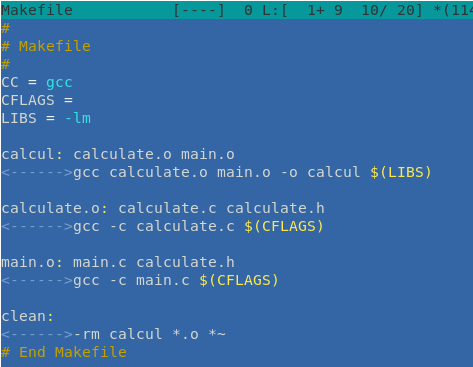 Makefile [----] 0 L:[ 1+ 9 10/ 20] *(114
#
# Makefile
#
CC = gcc
CFLAGS =
LIBS = -lm
calcul: calculate.o main.o
<------>gcc calculate.o main.o -o calcul $(LIBS)
calculate.o: calculate.c calculate.h
<------>gcc -c calculate.c $(CFLAGS)
main.o: main.c calculate.h
<------>gcc -c main.c $(CFLAGS)
clean:
<------>-rm calcul *.o *~
# End Makefile